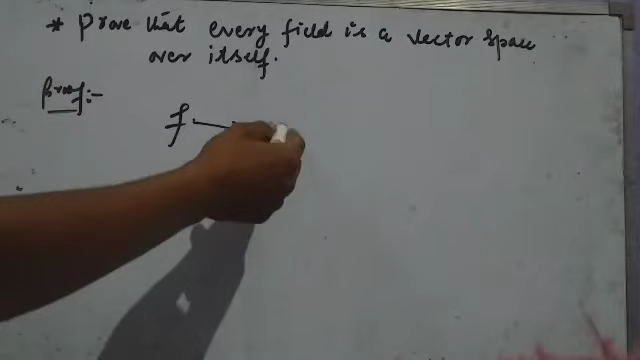 * Prove that every field is a vector space
over itself.
Proof:-
f —